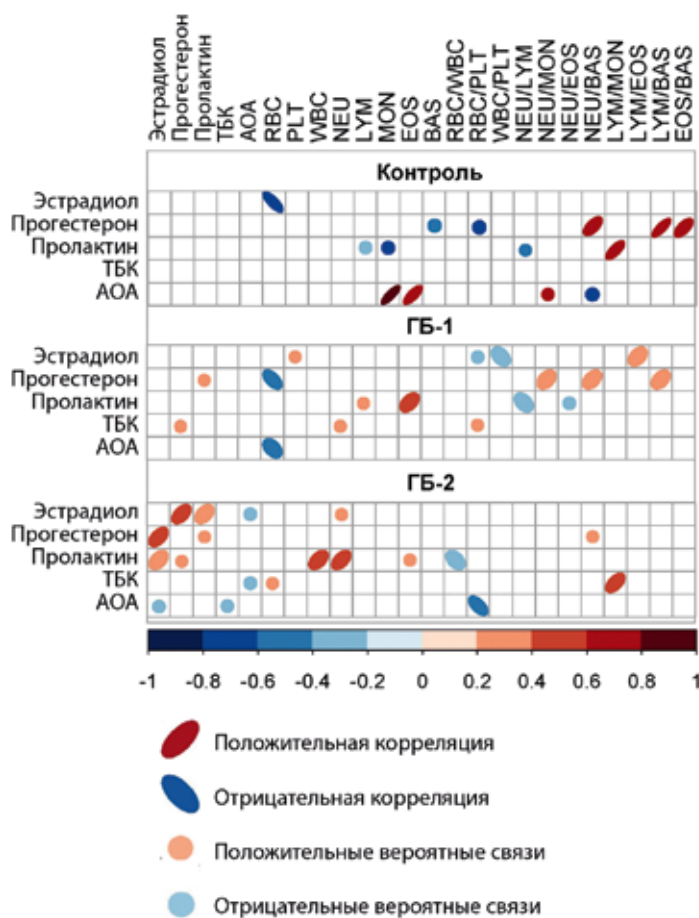 Эстрадиол
Прогестерон
Пролактин
ТБК
АОА
RBC
PLT
WBC
NEU
LYM
MON
EOS
BAS
RBC/WBC
RBC/PLT
WBC/PLT
NEU/LYM
NEU/MON
NEU/EOS
NEU/BAS
LYM/MON
LYM/EOS
LYM/BAS
EOS/BAS
Контроль
Эстрадиол
Прогестерон
Пролактин
ТБК
АОА
ГБ-1
Эстрадиол
Прогестерон
Пролактин
ТБК
АОА
ГБ-2
Эстрадиол
Прогестерон
Пролактин
ТБК
АОА
-1 -0.8 -0.6 -0.4 -0.2 0 0.2 0.4 0.6 0.8 1
Положительная корреляция
Отрицательная корреляция
Положительные вероятные связи
Отрицательные вероятные связи